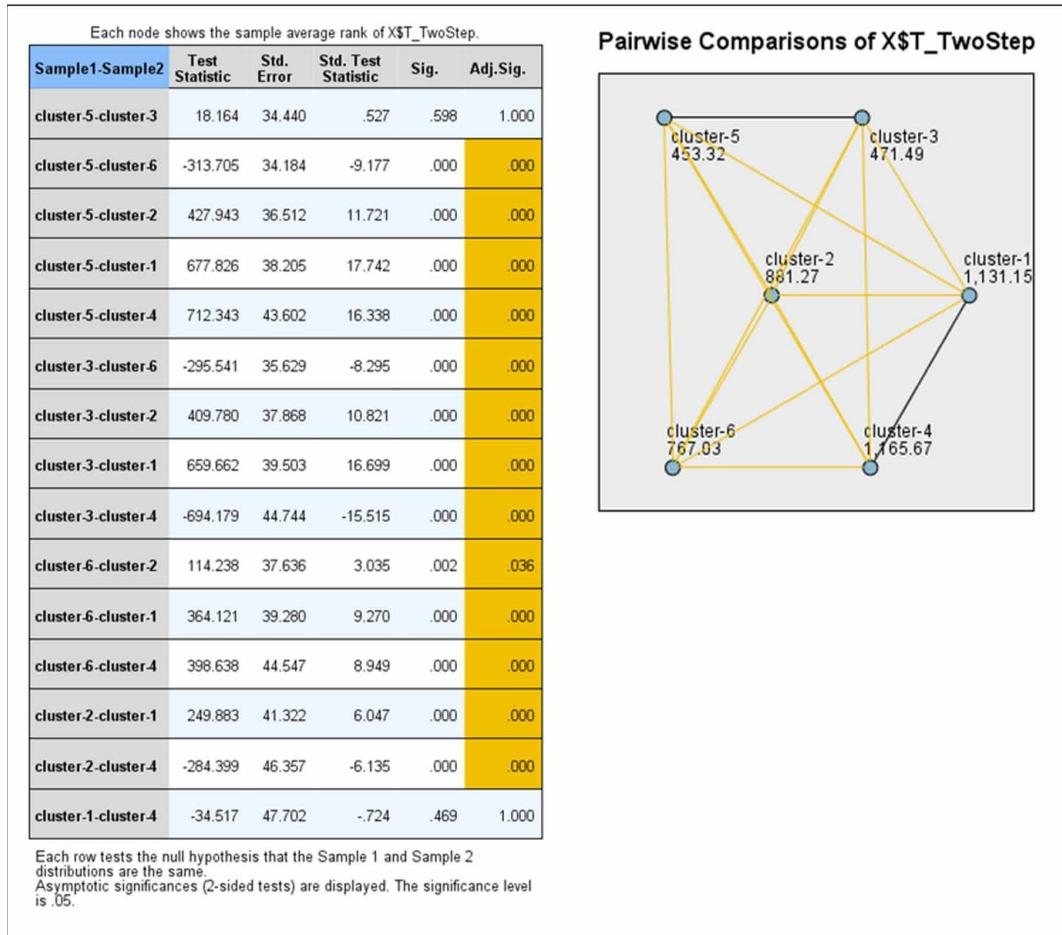 Each node shows the sample average rank of X$T_TwoStep.
Sample1-Sample2 Test Statistic Std. Error Std. Test Statistic Sig. Adj.Sig.
cluster-5-cluster-3 18.164 34.440 .527 .598 1.000
cluster-5-cluster-6 -313.705 34.184 -9.177 .000 .000
cluster-5-cluster-2 427.943 36.512 11.721 .000 .000
cluster-5-cluster-1 677.826 38.205 17.742 .000 .000
cluster-5-cluster-4 712.343 43.602 16.338 .000 .000
cluster-3-cluster-6 -295.541 35.629 -8.295 .000 .000
cluster-3-cluster-2 409.780 37.868 10.821 .000 .000
cluster-3-cluster-1 659.662 39.503 16.699 .000 .000
cluster-3-cluster-4 -694.179 44.744 -15.515 .000 .000
cluster-6-cluster-2 114.238 37.636 3.035 .002 .036
cluster-6-cluster-1 364.121 39.280 9.270 .000 .000
cluster-6-cluster-4 398.638 44.547 8.949 .000 .000
cluster-2-cluster-1 249.883 41.322 6.047 .000 .000
cluster-2-cluster-4 -284.399 46.357 -6.135 .000 .000
cluster-1-cluster-4 -34.517 47.702 -.724 .469 1.000
Each row tests the null hypothesis that the Sample 1 and Sample 2
distributions are the same.
Asymptotic significances (2-sided tests) are displayed. The significance level
is .05.
Pairwise Comparisons of X$T_TwoStep
cluster-5
453.32
cluster-3
471.49
cluster-2
881.27
cluster-1
1,131.15
cluster-6
767.03
cluster-4
1,165.67